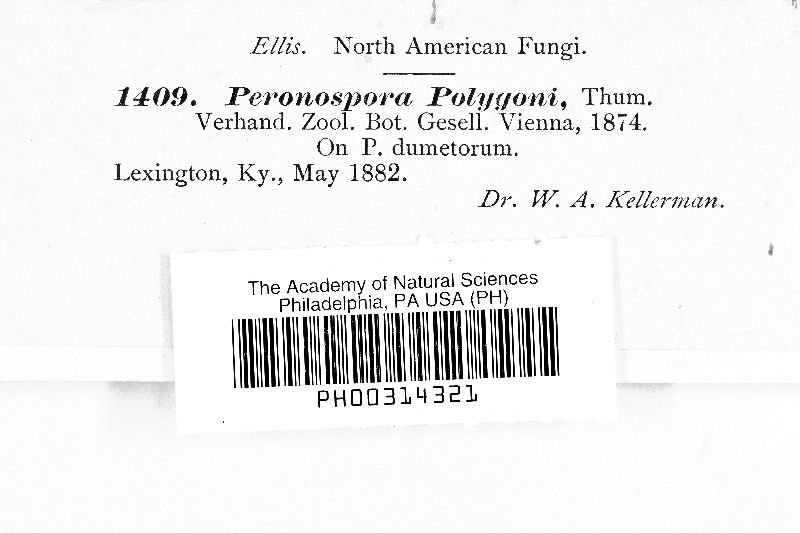 Ellis. North American Fungi.
1409. Peronospora Polygoni, Thum.
Verhand. Zool. Bot. Gesell. Vienna, 1874.
On P. dumetorum.
Lexington, Ky., May 1882.
Dr. W. A. Kellerman.
The Academy of Natural Sciences
Philadelphia, PA USA (PH)
PH00314321